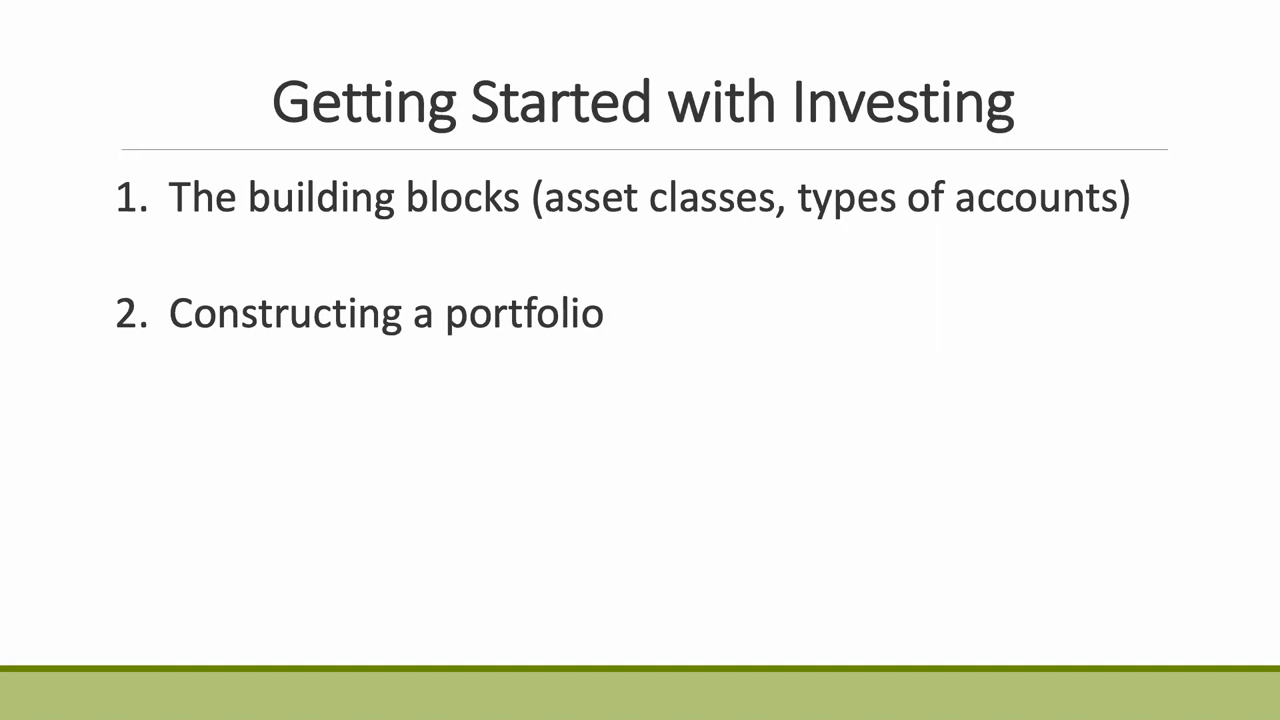 Getting Started with Investing
1. The building blocks (asset classes, types of accounts)
2. Constructing a portfolio